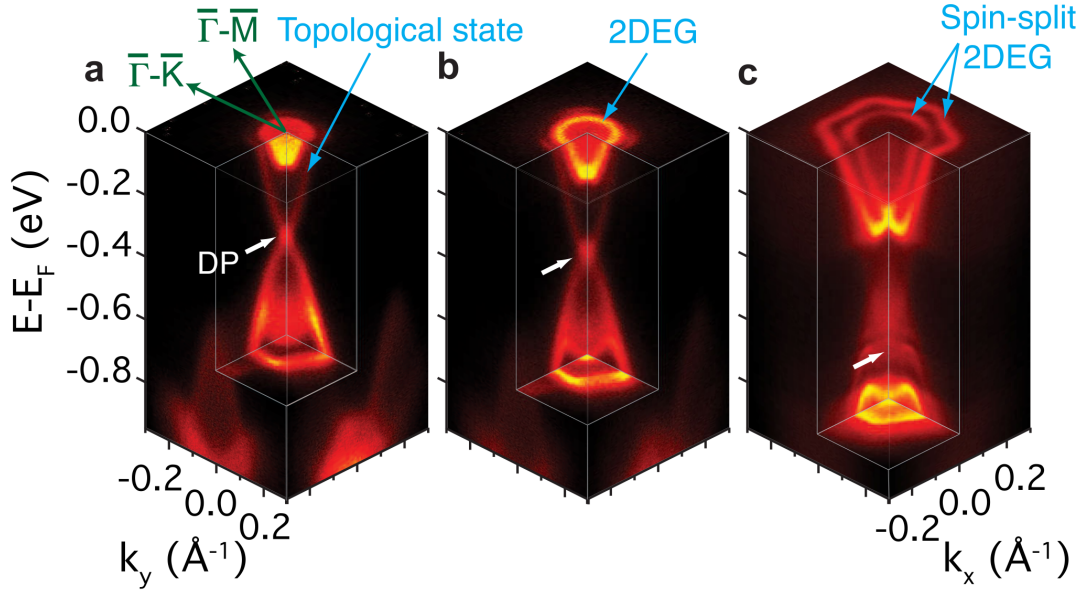 Γ̅-M̅
Γ̅-K̅
Topological state
2DEG
Spin-split
2DEG
a
b
c
0.0
-0.2
-0.4
-0.6
-0.8
E-E_F (eV)
DP
-0.2
0.0
0.2
k_y (Å⁻¹)
-0.2
0.0
0.2
k_x (Å⁻¹)